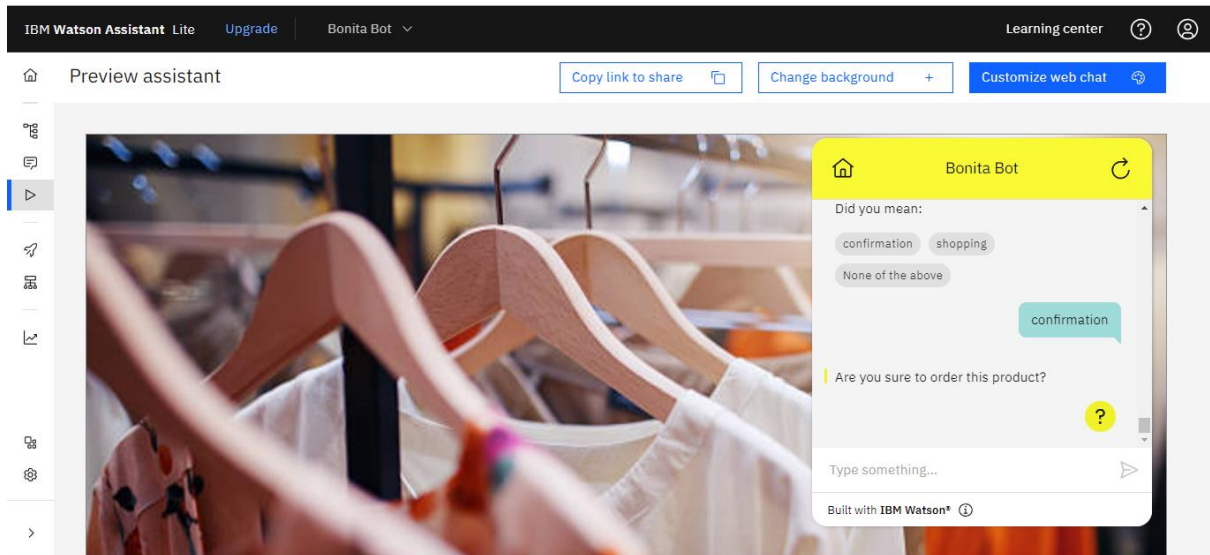 IBM Watson Assistant Lite Upgrade Bonita Bot Learning center ?
Preview assistant Copy link to share Change background + Customize web chat
Bonita Bot
Did you mean:
confirmation shopping
None of the above
confirmation
Are you sure to order this product?
?
Type something...
Built with IBM Watson® i